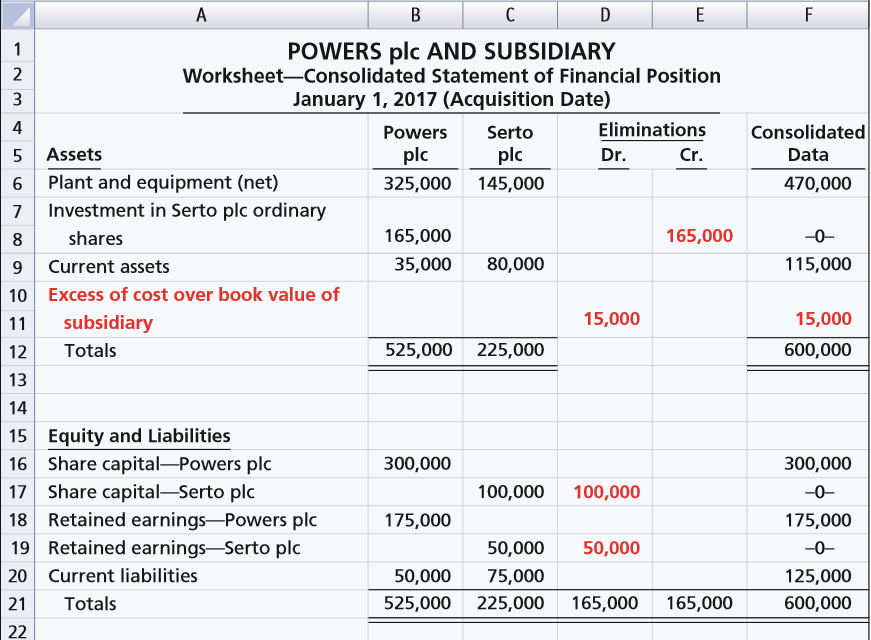 A B C D E F
1 POWERS plc AND SUBSIDIARY
2 Worksheet—Consolidated Statement of Financial Position
3 January 1, 2017 (Acquisition Date)
4 Powers Serto Eliminations Consolidated
5 Assets plc plc Dr. Cr. Data
6 Plant and equipment (net) 325,000 145,000 470,000
7 Investment in Serto plc ordinary
8 shares 165,000 165,000 –0–
9 Current assets 35,000 80,000 115,000
10 Excess of cost over book value of
11 subsidiary 15,000 15,000
12 Totals 525,000 225,000 600,000
13
14
15 Equity and Liabilities
16 Share capital—Powers plc 300,000 300,000
17 Share capital—Serto plc 100,000 100,000 –0–
18 Retained earnings—Powers plc 175,000 175,000
19 Retained earnings—Serto plc 50,000 50,000 –0–
20 Current liabilities 50,000 75,000 125,000
21 Totals 525,000 225,000 165,000 165,000 600,000
22